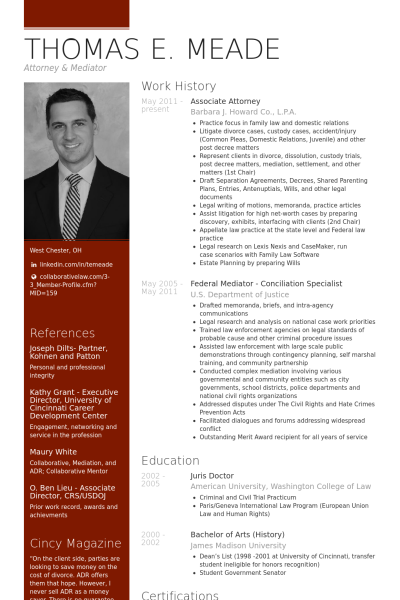 THOMAS E. MEADE
Attorney & Mediator
West Chester, OH
linkedin.com/in/temeade
collaborativelaw.com/3-
3_Member-Profile.cfm?
MID=159
References
Joseph Dilts- Partner,
Kohnen and Patton
Personal and professional
Integrity
Kathy Grant - Executive
Director, University of
Cincinnati Career
Development Center
Engagement, networking and
service in the profession
Maury White
Collaborative, Mediation, and
ADR; Collaborative Mentor
O. Ben Lieu - Associate
Director, CRS/USDOJ
Prior work record, awards and
achievments
Cincy Magazine
"On the client side, parties
are looking to save money on
the cost of divorce. ADR
offers them that hope. However, I
never sell ADR as a money
saver. There is no guarantee
Work History
May 2011 -
present
Associate Attorney
Barbara J. Howard Co., L.P.A.
• Practice focus in family law and domestic relations
• Litigate divorce cases, custody cases, accident/injury
(Common Pleas, Domestic Relations, Juvenile) and other
post decree matters
• Represent clients in divorce, dissolution, custody trials,
post decree matters, mediation, settlement, and other
matters (1st Chair)
• Draft Separation Agreements, Decrees, Shared Parenting
Plans, Entries, Antenuptials, Wills, and other legal
documents
• Legal writing of motions, memoranda, practice articles
• Assist litigation for high net-worth cases by preparing
discovery, exhibits, interfacing with clients (2nd Chair)
• Appellate law practice at the state level and Federal law
practice
• Legal research on Lexis Nexis and CaseMaker, run
case scenarios with Family Law Software
• Estate Planning by preparing Wills
May 2005 -
May 2011
Federal Mediator - Conciliation Specialist
U.S. Department of Justice
• Drafted memoranda, briefs, and intra-agency
communications
• Legal research and analysis on national case work priorities
• Trained law enforcement agencies on legal standards of
probable cause and other criminal procedure issues
• Assisted law enforcement with large scale public
demonstrations through contingency planning, self marshal
training, and community partnership
• Conducted complex mediation involving various
governmental and community entities such as city
governments, school districts, police departments and
national civil rights organizations
• Addressed disputes under The Civil Rights and Hate Crimes
Prevention Acts
• Facilitated dialogues and forums addressing widespread
conflict
• Outstanding Merit Award recipient for all years of service
Education
2002 -
2005
Juris Doctor
American University, Washington College of Law
• Criminal and Civil Trial Practicum
• Paris/Geneva International Law Program (European Union
Law and Human Rights)
2000 -
2002
Bachelor of Arts (History)
James Madison University
• Dean's List (1998 -2001 at University of Cincinnati, transfer
student ineligible for honors recognition)
• Student Government Senator
Certifications